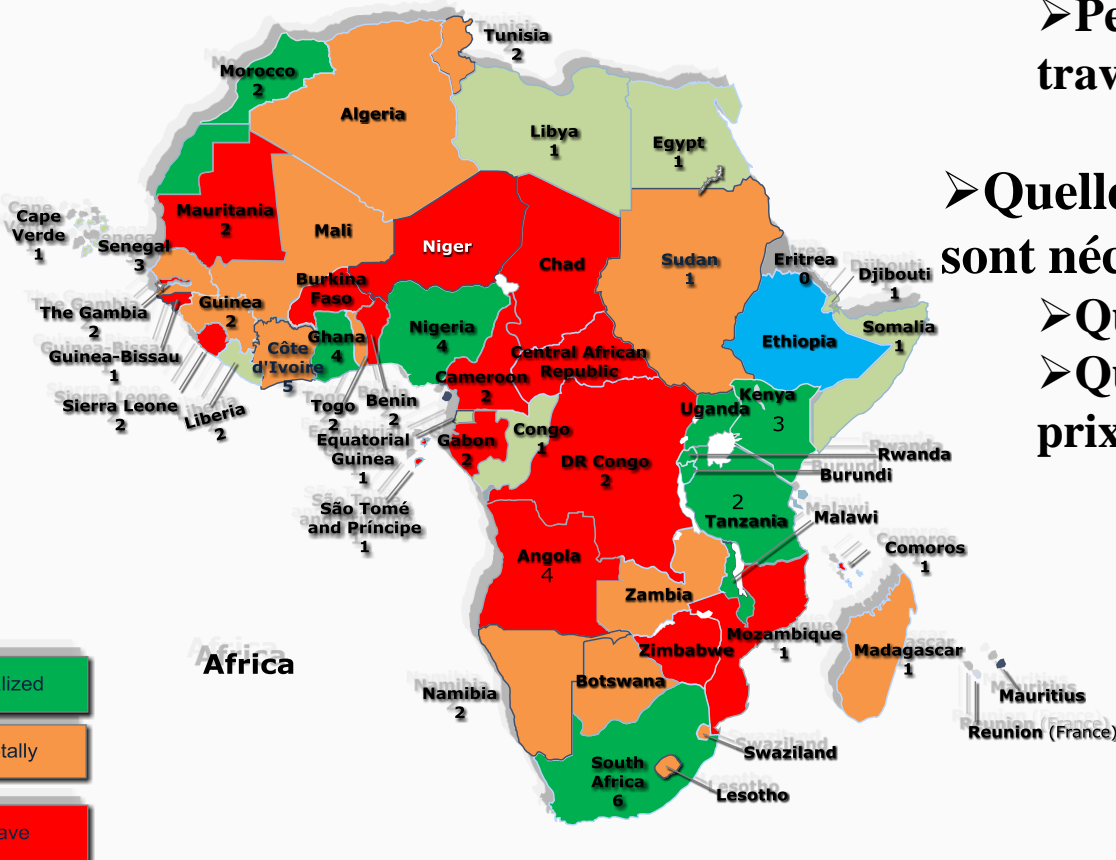 Tunisia
2
Morocco
2
Algeria
Libya
1
Egypt
1
Mauritania
2
Mali
Niger
Chad
Sudan
1
Eritrea
0
Djibouti
1
Cape
Verde
1
Senegal
3
The Gambia
2
Guinea-Bissau
1
Guinea
2
Sierra Leone
2
Liberia
2
Burkina
Faso
Côte
d'Ivoire
5
Ghana
4
Togo
2
Benin
2
Nigeria
4
Cameroon
2
Central African
Republic
Ethiopia
Somalia
1
Equatorial
Guinea
1
São Tomé
and Príncipe
1
Gabon
2
Congo
1
DR Congo
2
Uganda
Kenya
3
Rwanda
Burundi
2
Tanzania
Malawi
Comoros
1
Angola
4
Zambia
Mozambique
1
Zimbabwe
Madagascar
1
Mauritius
Reunion (France)
Namibia
2
Botswana
Swaziland
South
Africa
6
Lesotho
Africa
lized
tally
ave
➢Pe
trav
➢Quelle
sont néc
➢Qu
➢Qu
prix